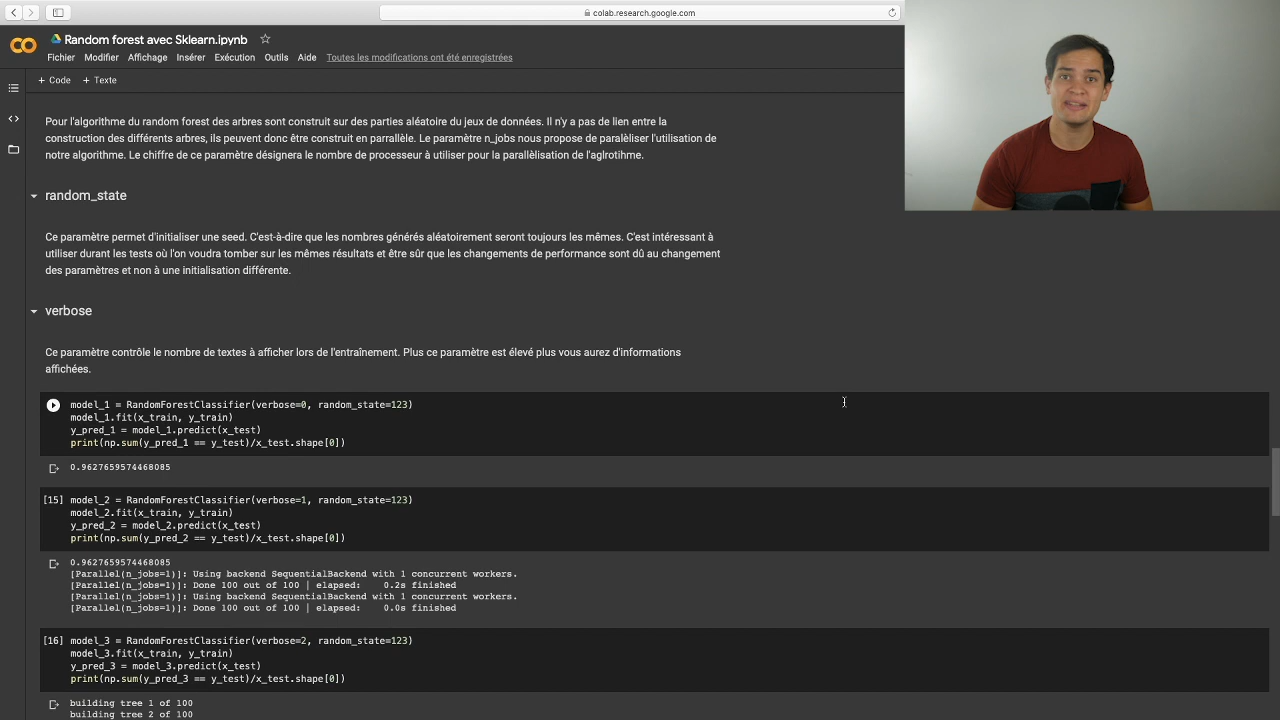 colab.research.google.com
Random forest avec Sklearn.ipynb
Fichier Modifier Affichage Insérer Exécution Outils Aide Toutes les modifications ont été enregistrées
+ Code + Texte
Pour l'algorithme du random forest des arbres sont construit sur des parties aléatoire du jeux de données. Il n'y a pas de lien entre la
construction des différents arbres, ils peuvent donc être construit en parrallèle. Le paramètre n_jobs nous propose de paralèliser l'utilisation de
notre algorithme. Le chiffre de ce paramètre désignera le nombre de processeur à utiliser pour la parallèlisation de l'aglrotihme.
random_state
Ce paramètre permet d'initialiser une seed. C'est-à-dire que les nombres générés aléatoirement seront toujours les mêmes. C'est intéressant à
utiliser durant les tests où l'on voudra tomber sur les mêmes résultats et être sûr que les changements de performance sont dû au changement
des paramètres et non à une initialisation différente.
verbose
Ce paramètre contrôle le nombre de textes à afficher lors de l'entraînement. Plus ce paramètre est élevé plus vous aurez d'informations
affichées.
model_1 = RandomForestClassifier(verbose=0, random_state=123)
model_1.fit(x_train, y_train)
y_pred_1 = model_1.predict(x_test)
print(np.sum(y_pred_1 == y_test)/x_test.shape[0])
0.9627659574468085
[15] model_2 = RandomForestClassifier(verbose=1, random_state=123)
model_2.fit(x_train, y_train)
y_pred_2 = model_2.predict(x_test)
print(np.sum(y_pred_2 == y_test)/x_test.shape[0])
0.9627659574468085
[Parallel(n_jobs=1)]: Using backend SequentialBackend with 1 concurrent workers.
[Parallel(n_jobs=1)]: Done 100 out of 100 | elapsed: 0.2s finished
[Parallel(n_jobs=1)]: Using backend SequentialBackend with 1 concurrent workers.
[Parallel(n_jobs=1)]: Done 100 out of 100 | elapsed: 0.0s finished
[16] model_3 = RandomForestClassifier(verbose=2, random_state=123)
model_3.fit(x_train, y_train)
y_pred_3 = model_3.predict(x_test)
print(np.sum(y_pred_3 == y_test)/x_test.shape[0])
building tree 1 of 100
building tree 2 of 100